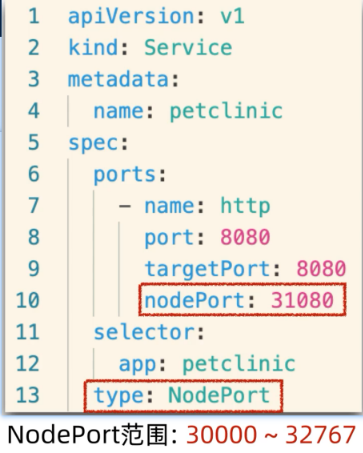 1 apiVersion: v1
2 kind: Service
3 metadata:
4   name: petclinic
5 spec:
6   ports:
7     - name: http
8       port: 8080
9       targetPort: 8080
10       nodePort: 31080
11   selector:
12     app: petclinic
13   type: NodePort
NodePort范围: 30000 ~ 32767